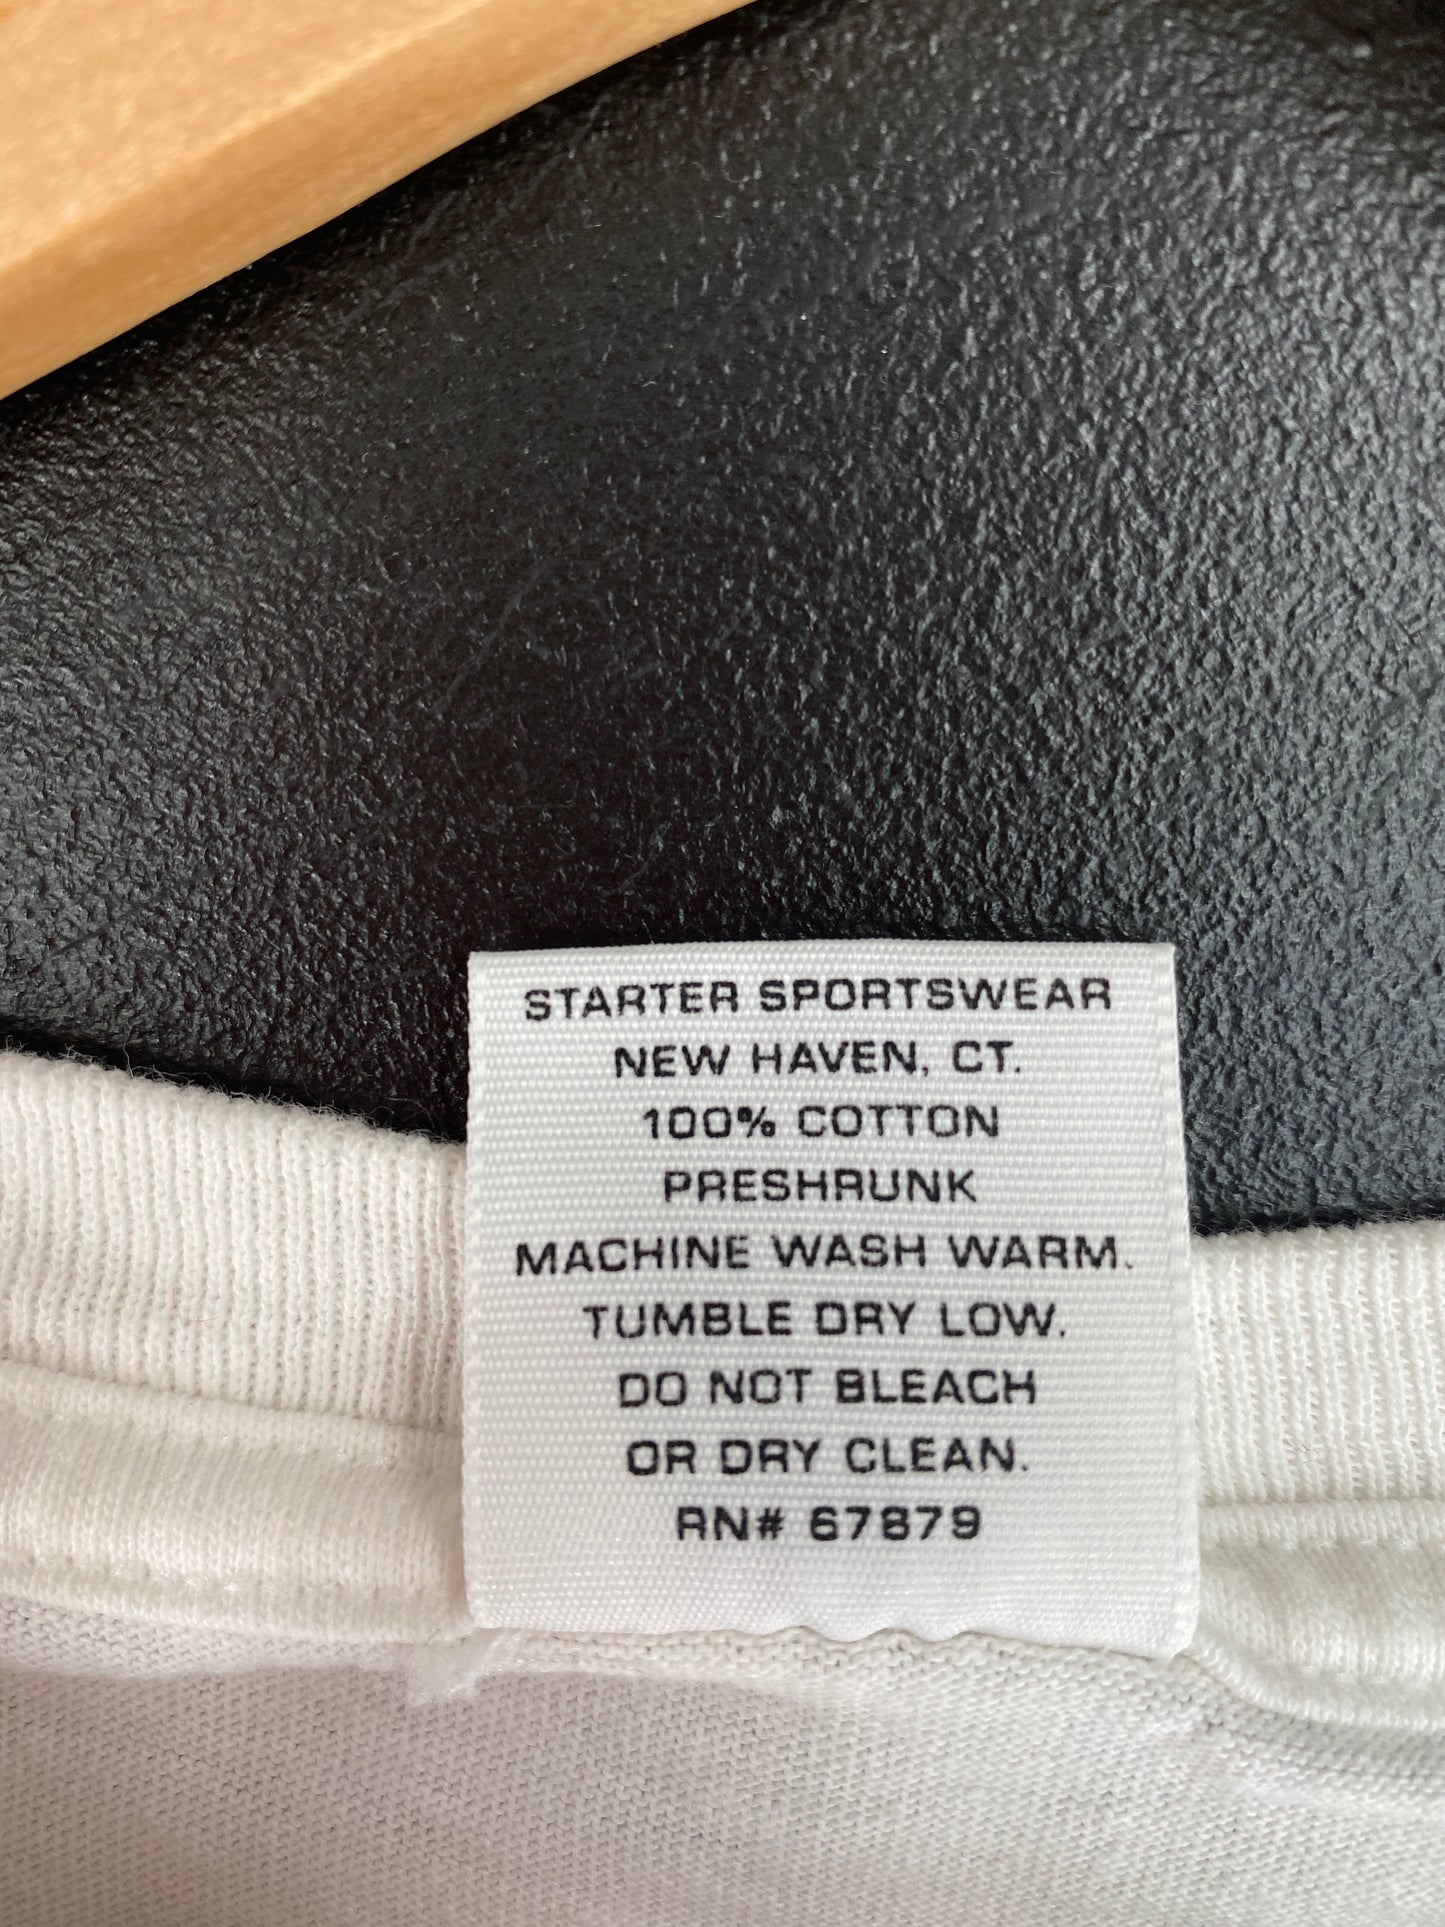 STARTER SPORTSWEAR
NEW HAVEN, CT.
100% COTTON
PRESHRUNK
MACHINE WASH WARM.
TUMBLE DRY LOW.
DO NOT BLEACH
OR DRY CLEAN.
RN# 67879